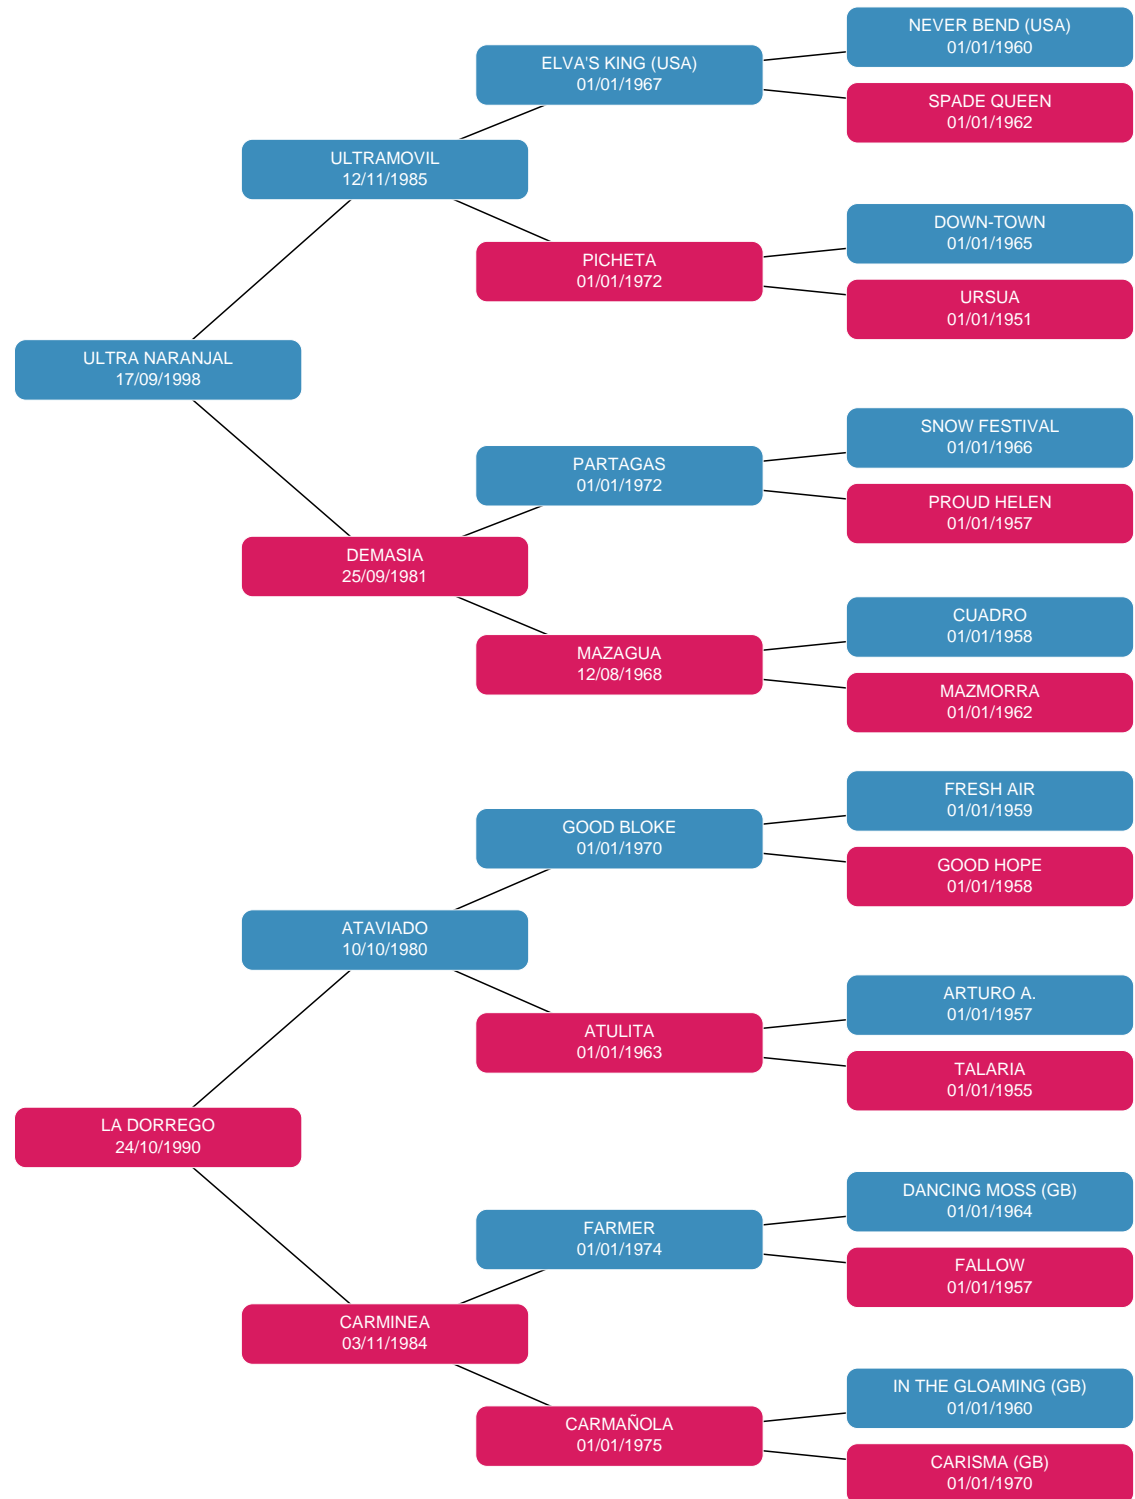 NEVER BEND (USA)
01/01/1960
ELVA'S KING (USA)
01/01/1967
SPADE QUEEN
01/01/1962
ULTRAMOVIL
12/11/1985
DOWN-TOWN
01/01/1965
PICHETA
01/01/1972
URSUA
01/01/1951
ULTRA NARANJAL
17/09/1998
SNOW FESTIVAL
01/01/1966
PARTAGAS
01/01/1972
PROUD HELEN
01/01/1957
DEMASIA
25/09/1981
CUADRO
01/01/1958
MAZAGUA
12/08/1968
MAZMORRA
01/01/1962
FRESH AIR
01/01/1959
GOOD BLOKE
01/01/1970
GOOD HOPE
01/01/1958
ATAVIADO
10/10/1980
ARTURO A.
01/01/1957
ATULITA
01/01/1963
TALARIA
01/01/1955
LA DORREGO
24/10/1990
DANCING MOSS (GB)
01/01/1964
FARMER
01/01/1974
FALLOW
01/01/1957
CARMINEA
03/11/1984
IN THE GLOAMING (GB)
01/01/1960
CARMAÑOLA
01/01/1975
CARISMA (GB)
01/01/1970